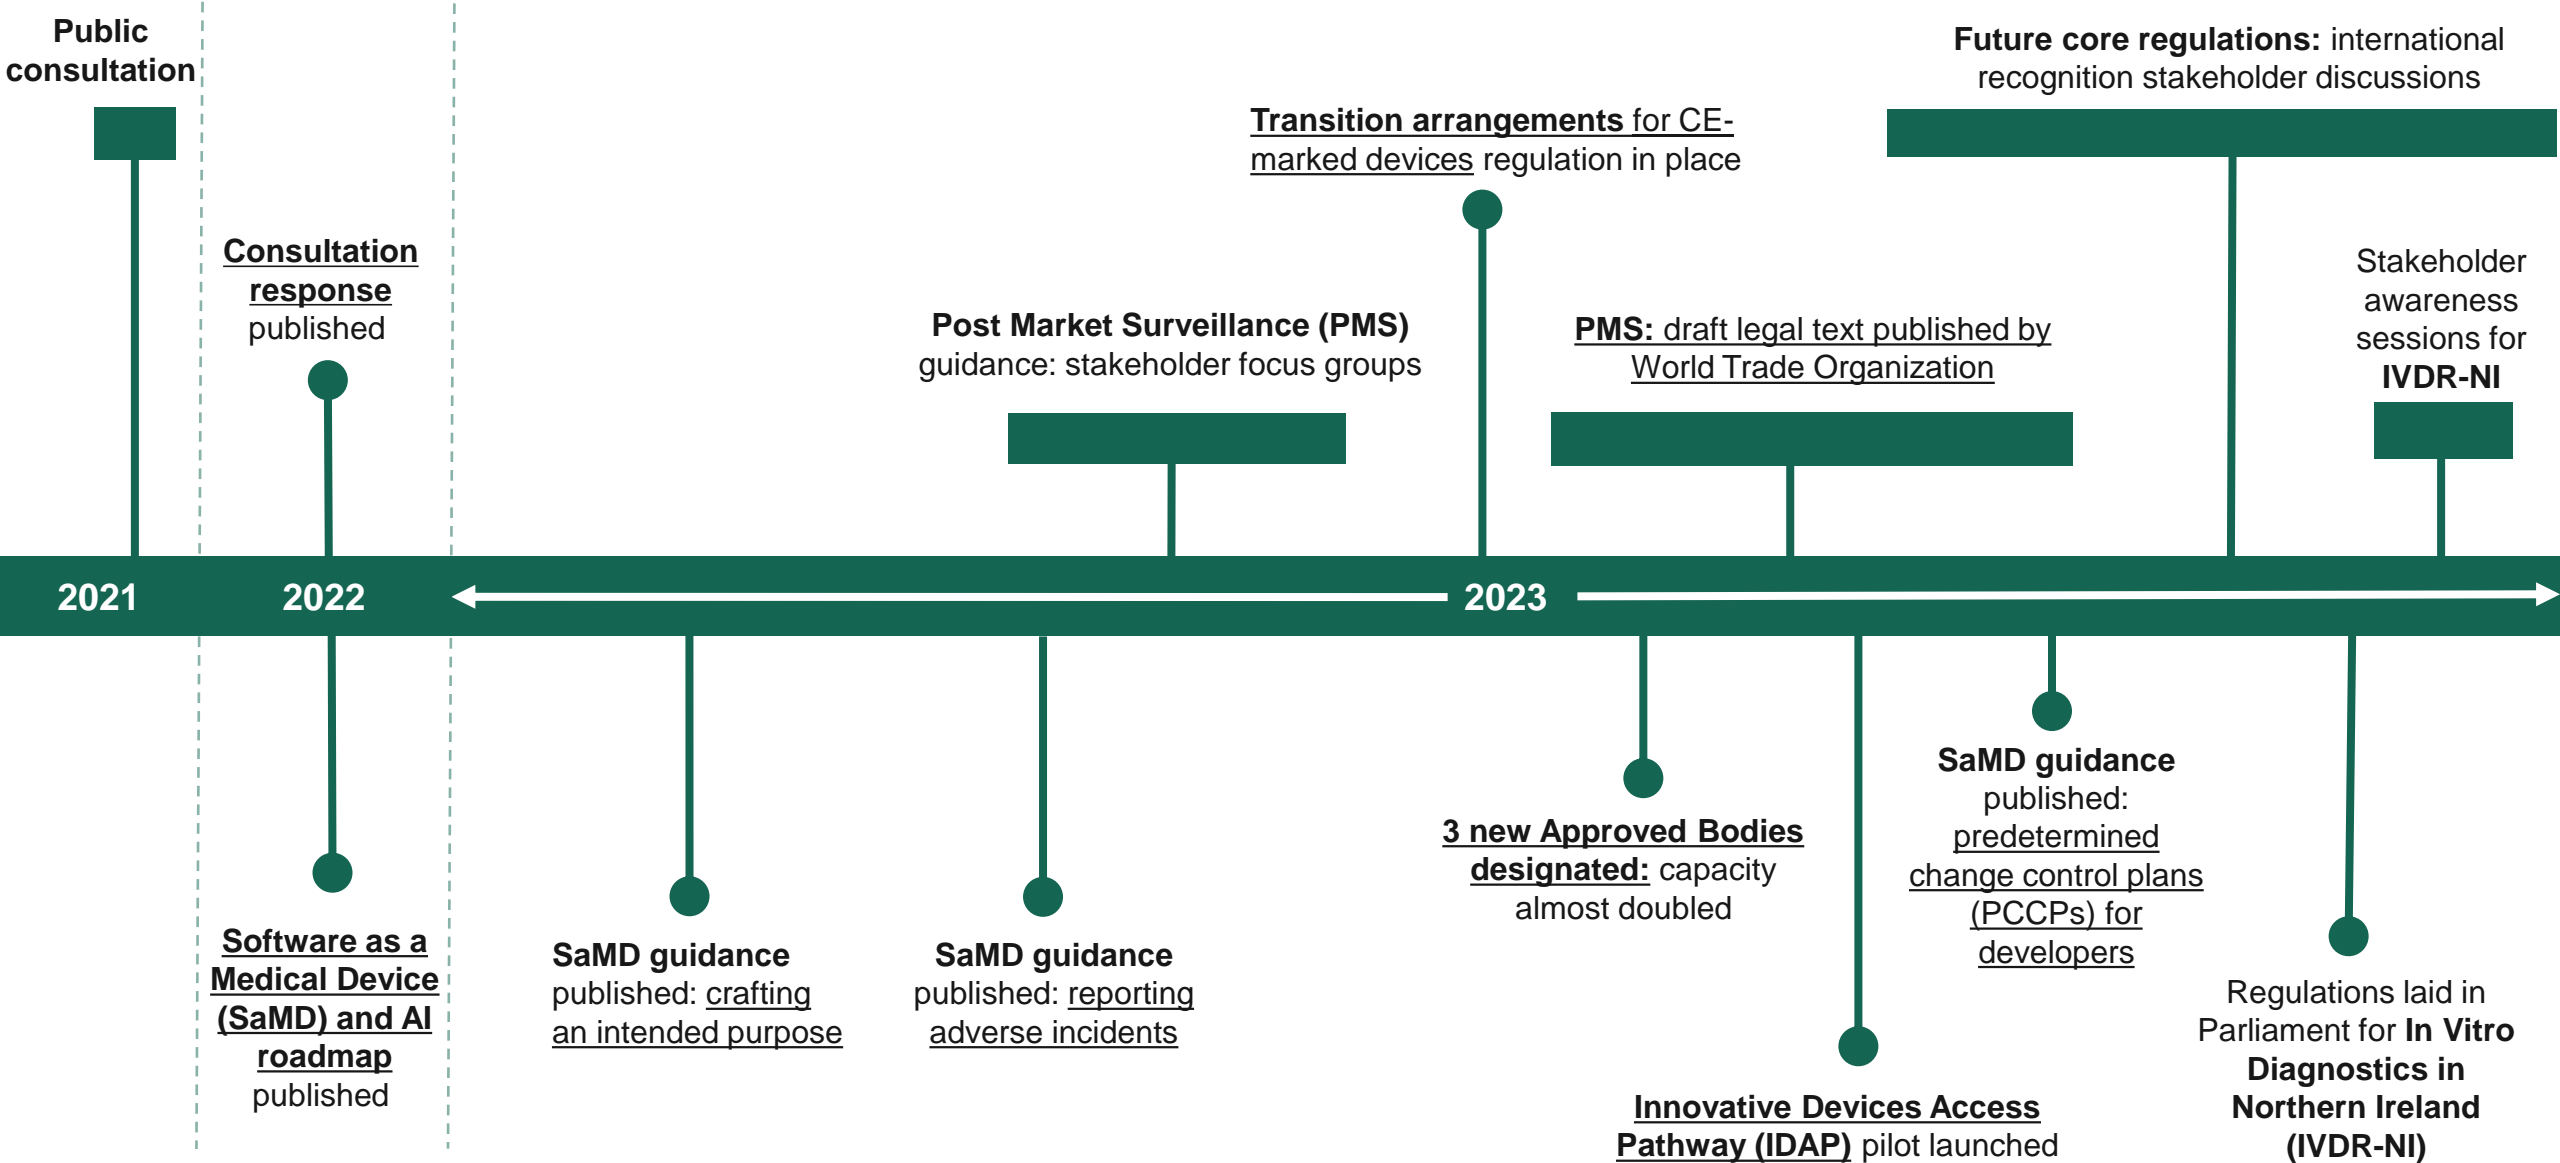 Public
consultation
Consultation
response
published
Post Market Surveillance (PMS)
guidance: stakeholder focus groups
Transition arrangements for CE-
marked devices regulation in place
PMS: draft legal text published by
World Trade Organization
Future core regulations: international
recognition stakeholder discussions
Stakeholder
awareness
sessions for
IVDR-NI
2021
2022
2023
Software as a
Medical Device
(SaMD) and AI
roadmap
published
SaMD guidance
published: crafting
an intended purpose
SaMD guidance
published: reporting
adverse incidents
3 new Approved Bodies
designated: capacity
almost doubled
Innovative Devices Access
Pathway (IDAP) pilot launched
SaMD guidance
published:
predetermined
change control plans
(PCCPs) for
developers
Regulations laid in
Parliament for In Vitro
Diagnostics in
Northern Ireland
(IVDR-NI)